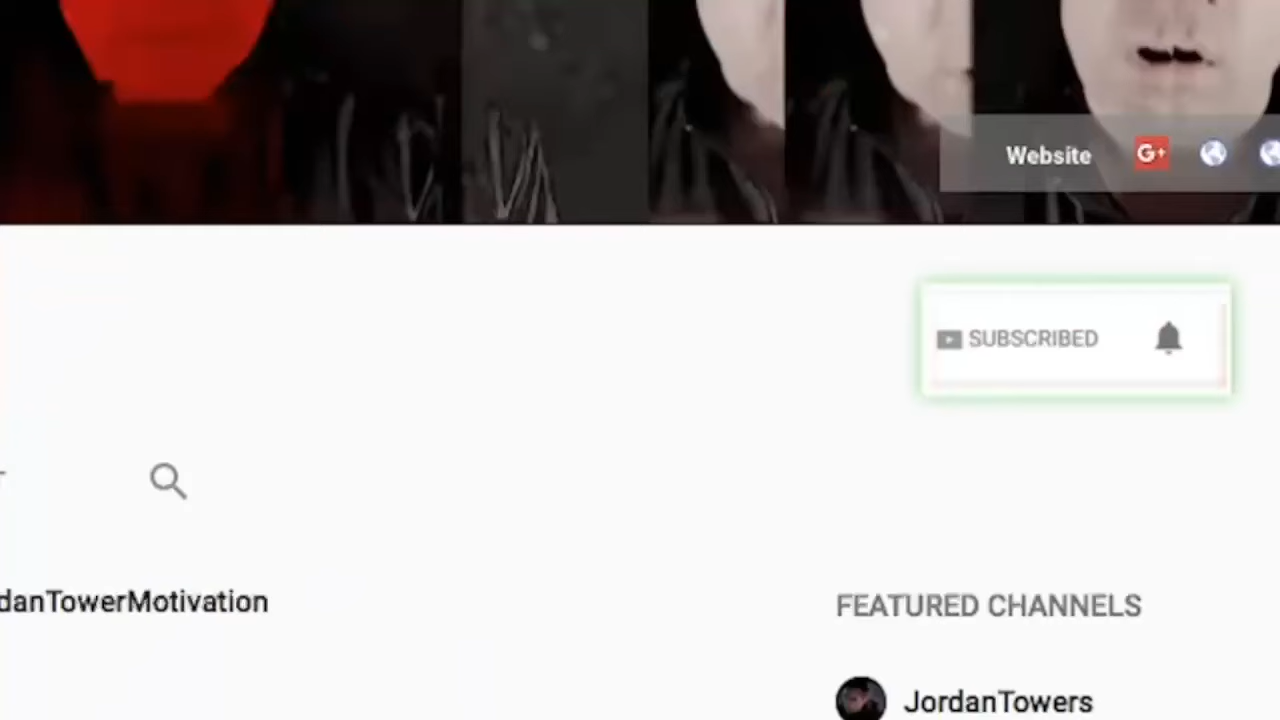 Website G+
SUBSCRIBED
danTowerMotivation
FEATURED CHANNELS
JordanTowers